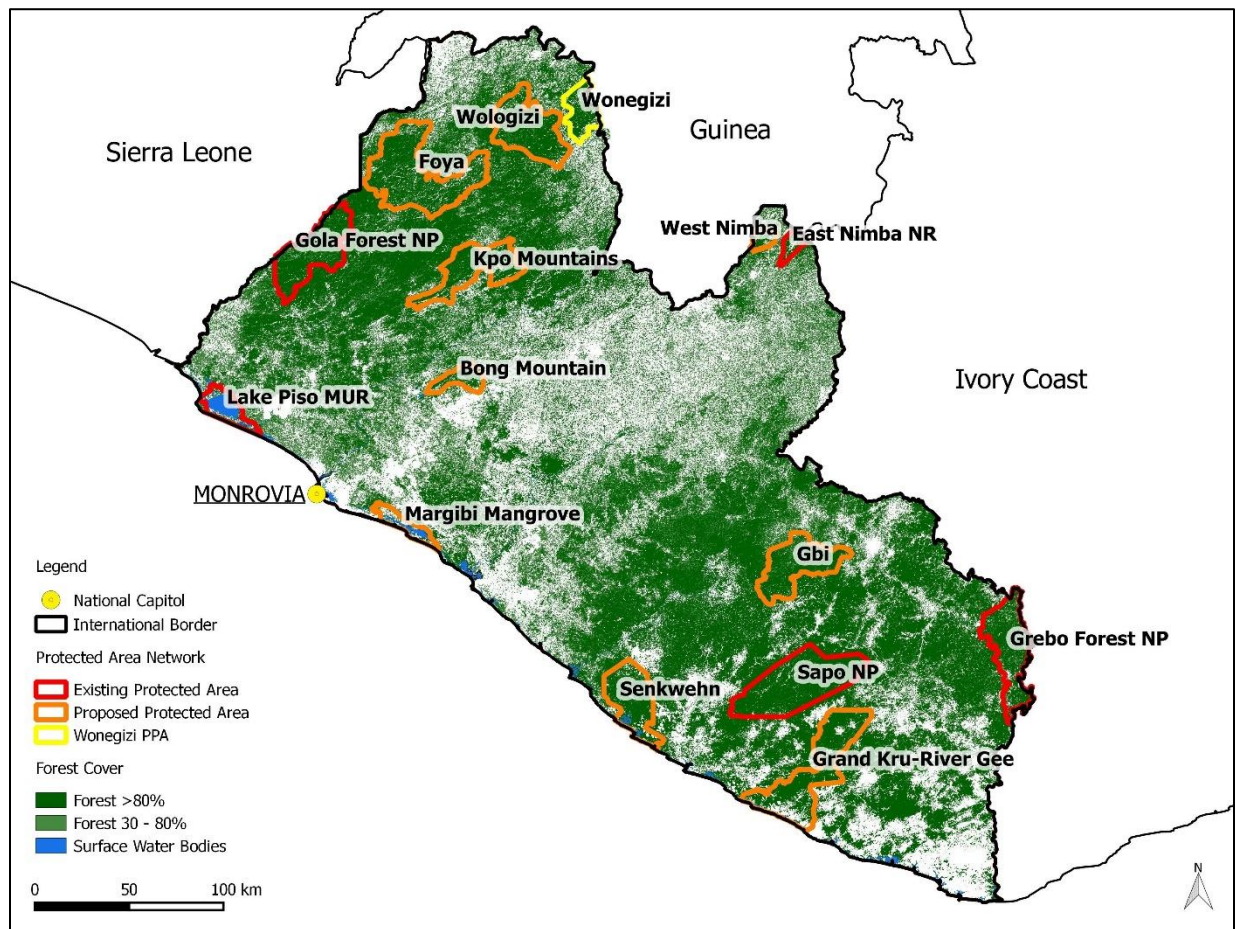 Wonegizi
Wologizi
Guinea
Sierra Leone
Foya
West Nimba
East Nimba NR
Gola Forest NP
Kpo Mountains
Bong Mountain
Ivory Coast
Lake Piso MUR
MONROVIA
Margibi Mangrove
Gbi
Grebo Forest NP
Sapo NP
Senkwehn
Grand Kru-River Gee
Legend
National Capitol
International Border
Protected Area Network
Existing Protected Area
Proposed Protected Area
Wonegizi PPA
Forest Cover
Forest >80%
Forest 30 - 80%
Surface Water Bodies
0 50 100 km
N